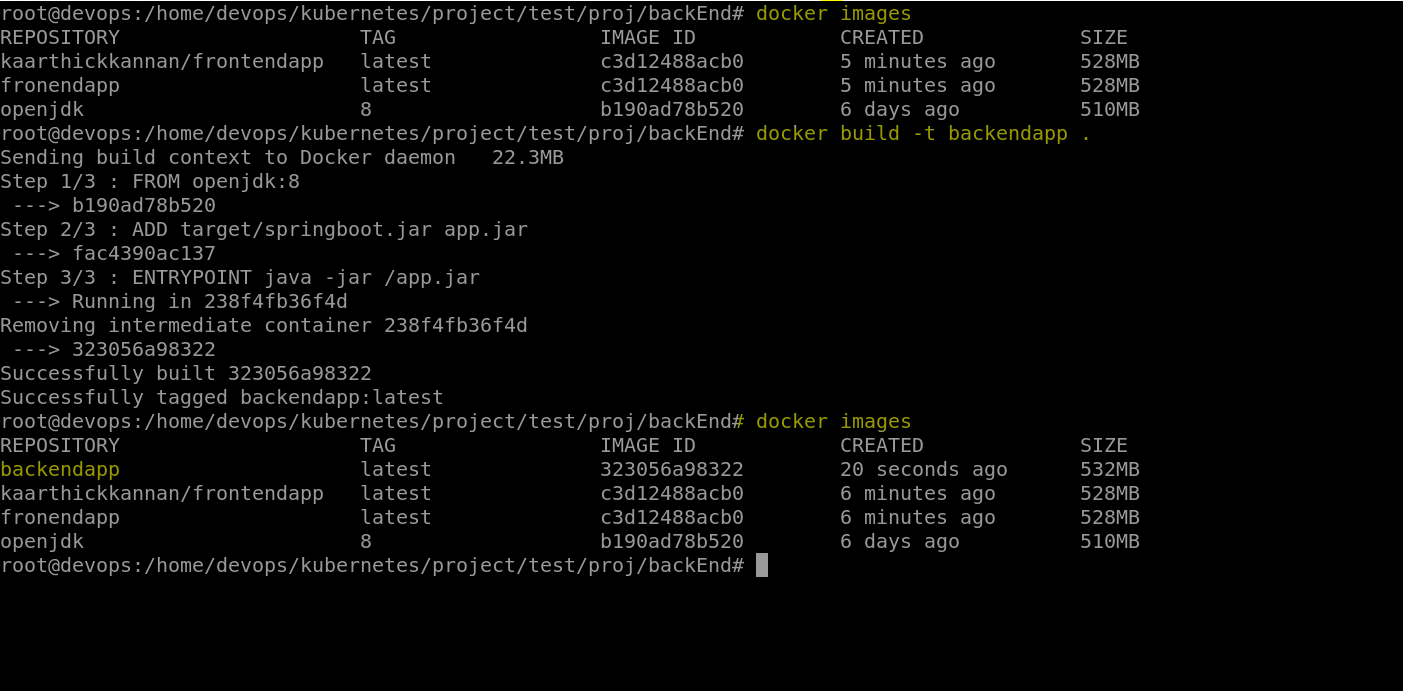 root@devops:/home/devops/kubernetes/project/test/proj/backEnd# docker images
REPOSITORY                    TAG                 IMAGE ID            CREATED             SIZE
kaarthickkannan/frontendapp   latest              c3d12488acb0        5 minutes ago       528MB
fronendapp                    latest              c3d12488acb0        5 minutes ago       528MB
openjdk                       8                   b190ad78b520        6 days ago          510MB
root@devops:/home/devops/kubernetes/project/test/proj/backEnd# docker build -t backendapp .
Sending build context to Docker daemon   22.3MB
Step 1/3 : FROM openjdk:8
 ---> b190ad78b520
Step 2/3 : ADD target/springboot.jar app.jar
 ---> fac4390ac137
Step 3/3 : ENTRYPOINT java -jar /app.jar
 ---> Running in 238f4fb36f4d
Removing intermediate container 238f4fb36f4d
 ---> 323056a98322
Successfully built 323056a98322
Successfully tagged backendapp:latest
root@devops:/home/devops/kubernetes/project/test/proj/backEnd# docker images
REPOSITORY                    TAG                 IMAGE ID            CREATED             SIZE
backendapp                    latest              323056a98322        20 seconds ago      532MB
kaarthickkannan/frontendapp   latest              c3d12488acb0        6 minutes ago       528MB
fronendapp                    latest              c3d12488acb0        6 minutes ago       528MB
openjdk                       8                   b190ad78b520        6 days ago          510MB
root@devops:/home/devops/kubernetes/project/test/proj/backEnd#